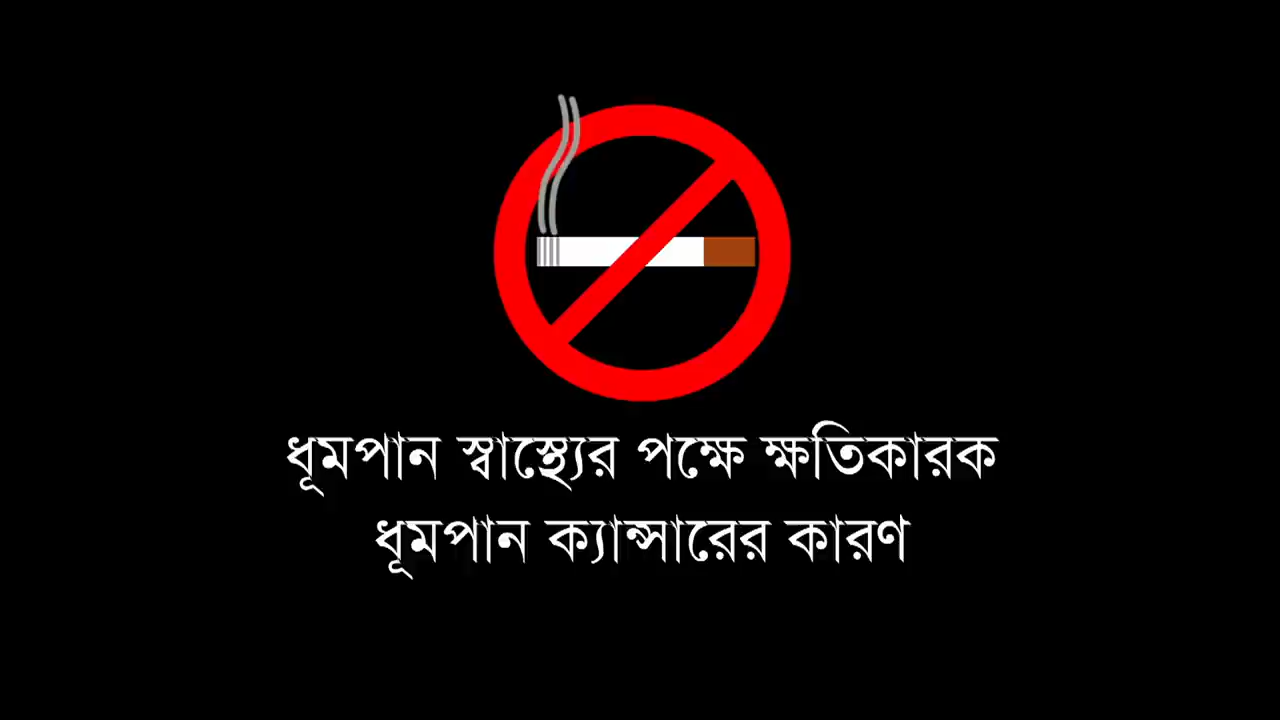 ধূমপান স্বাস্থ্যের পক্ষে ক্ষতিকারক
ধূমপান ক্যান্সারের কারণ